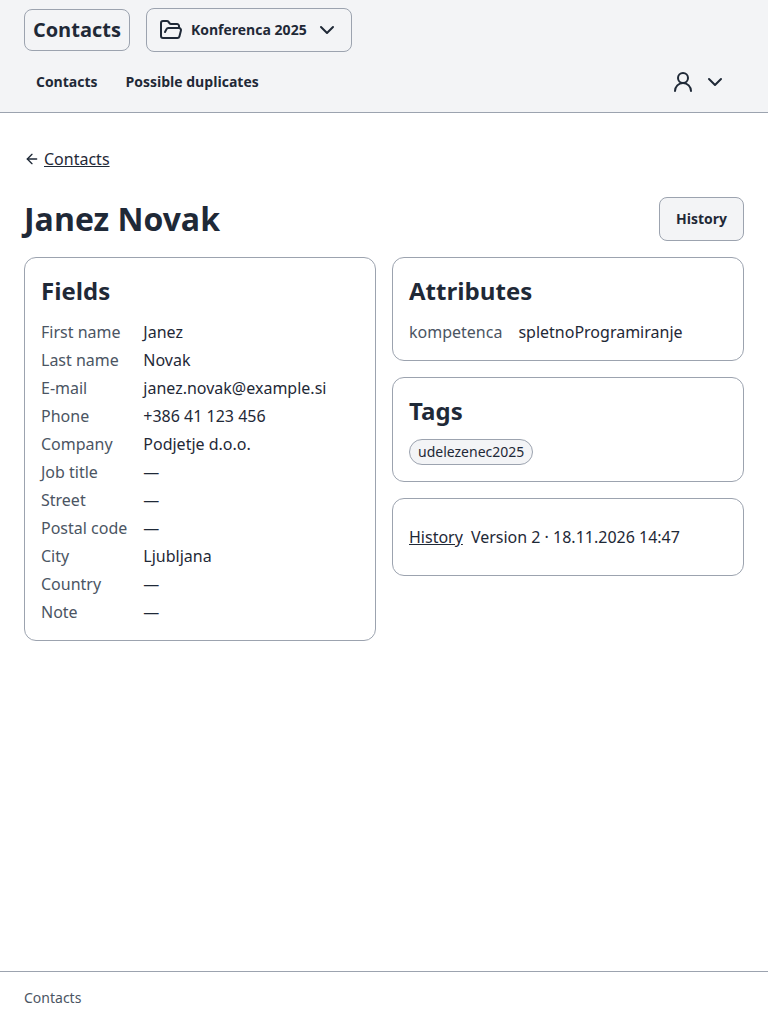 Contacts
Konferenca 2025
Contacts
Possible duplicates
← Contacts
Janez Novak
History
Fields
First name Janez
Last name Novak
E-mail janez.novak@example.si
Phone +386 41 123 456
Company Podjetje d.o.o.
Job title —
Street —
Postal code —
City Ljubljana
Country —
Note —
Attributes
kompetenca spletnoProgramiranje
Tags
udelezenec2025
History Version 2 · 18.11.2026 14:47
Contacts